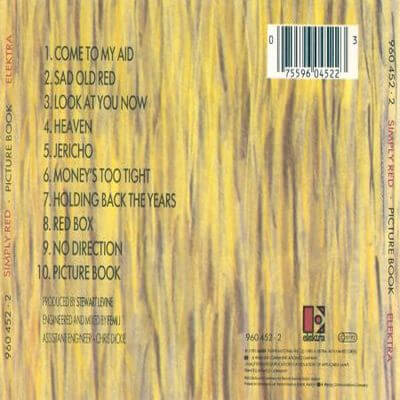 960 452 - 2 SIMPLY RED · PICTURE BOOK ELEKTRA
0 3
75596 04522
1. COME TO MY AID
2. SAD OLD RED
3. LOOK AT YOU NOW
4. HEAVEN
5. JERICHO
6. MONEY'S TOO TIGHT
7. HOLDING BACK THE YEARS
8. RED BOX
9. NO DIRECTION
10. PICTURE BOOK
PRODUCED BY STEWART LEVINE
ENGINEERED AND MIXED BY FEMI J
ASSISTANT ENGINEER - CHRIS DICKIE
elektra
960 452 - 2
960 452 · 2 SIMPLY RED · PICTURE BOOK ELEKTRA